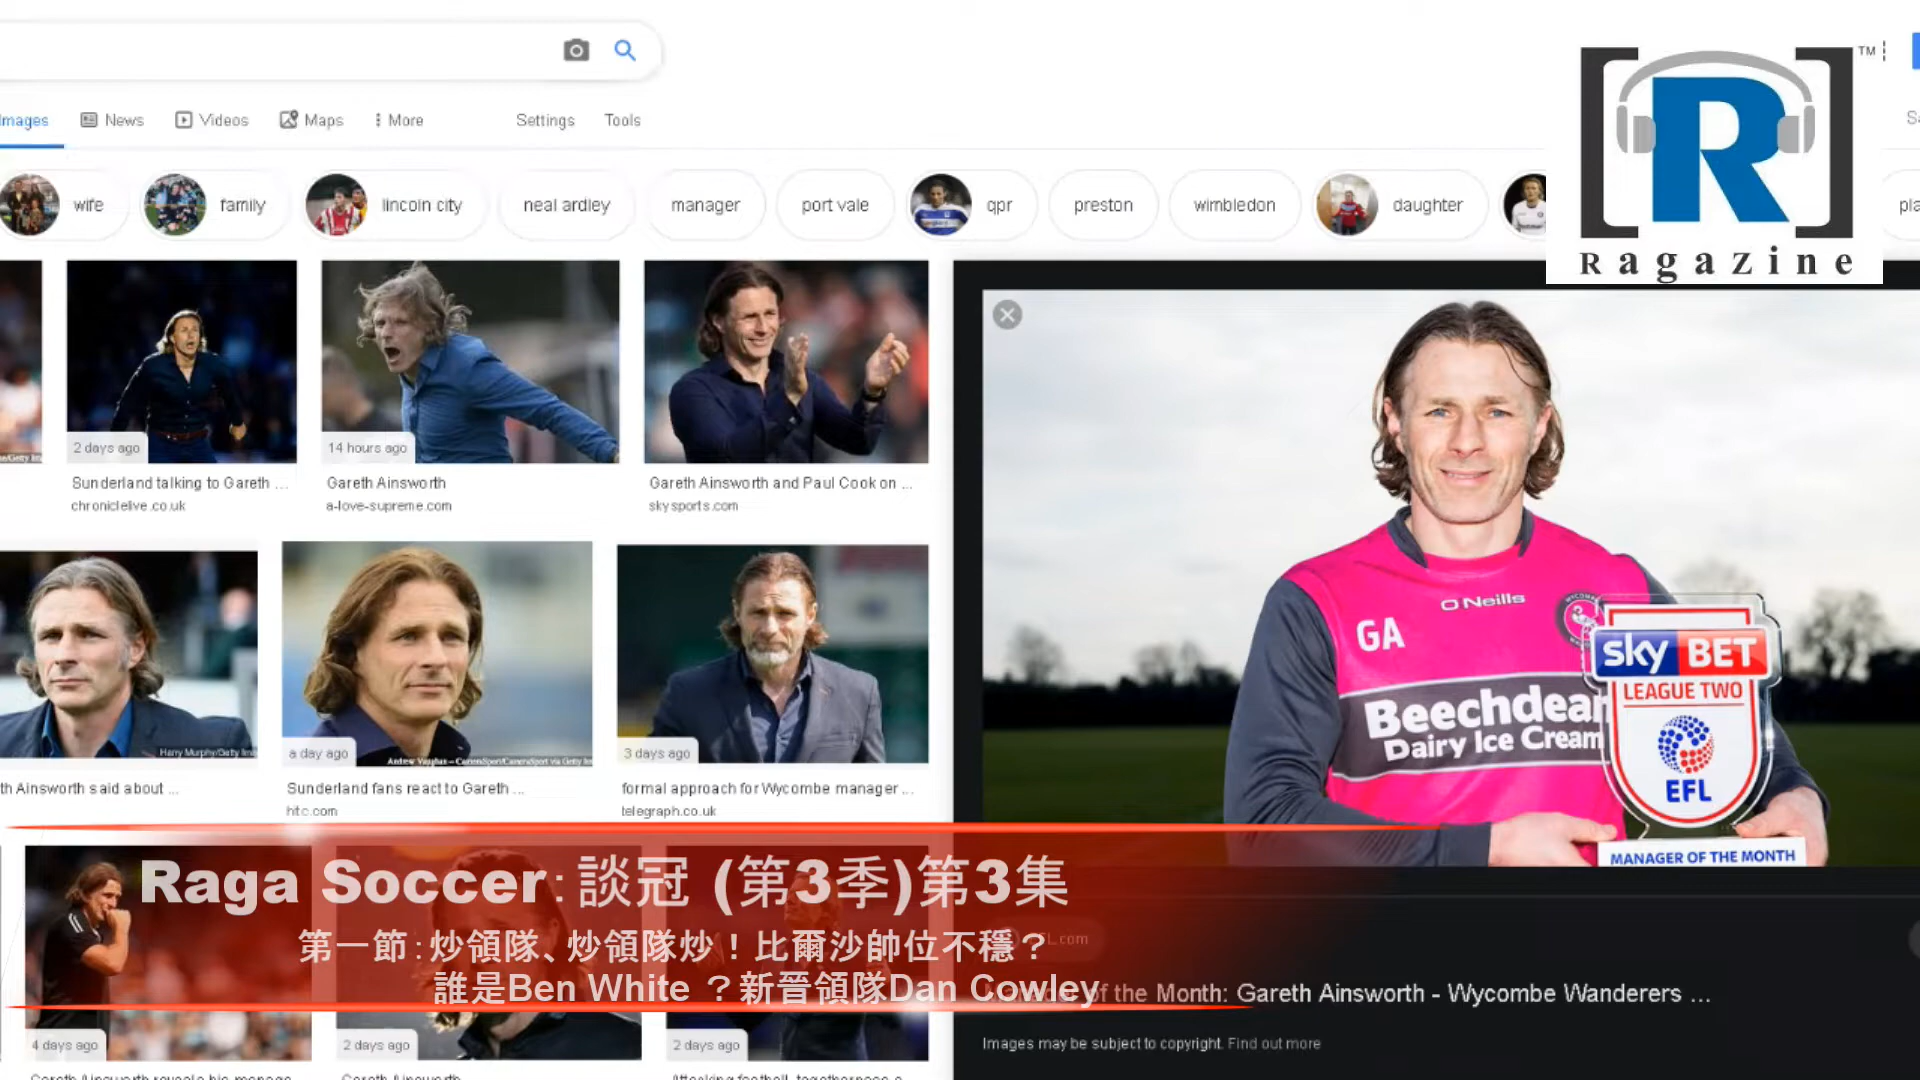 TM
Images
News
Videos
Maps
More
Settings
Tools
R
Ragazine
wife
family
lincoln city
neal ardley
manager
port vale
qpr
preston
wimbledon
daughter
2 days ago
14 hours ago
Sunderland talking to Gareth ...
chroniclelive.co.uk
Gareth Ainsworth
a-love-supreme.com
Gareth Ainsworth and Paul Cook on ...
skysports.com
O'Neills
GA
Beechdean
Dairy Ice Cream
sky BET
LEAGUE TWO
EFL
MANAGER OF THE MONTH
Harry Murphy/Getty
a day ago
3 days ago
th Ainsworth said about ...
Sunderland fans react to Gareth ...
hitc.com
formal approach for Wycombe manager ...
telegraph.co.uk
Raga Soccer:談冠 (第3季)第3集
第一節:炒領隊、炒領隊炒!比爾沙帥位不穩?
誰是Ben White ?新晉領隊Dan Cowley
of the Month: Gareth Ainsworth - Wycombe Wanderers ...
Images may be subject to copyright. Find out more
4 days ago
2 days ago
2 days ago